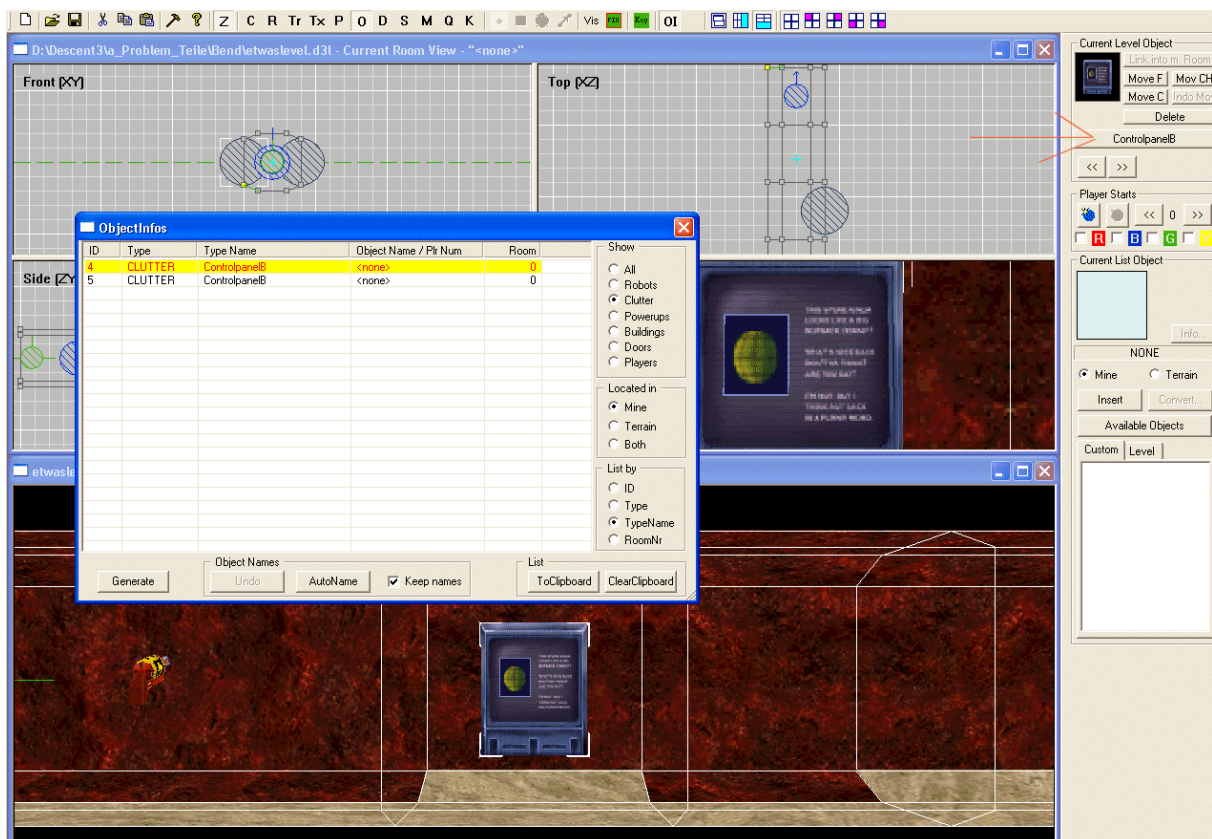 Z C R Tr Tx P O D S M Q K Vis FIX Key OI
D:\Descent3\a_Problem_Teile\Bend\etwaslevel.d3l - Current Room View - "<none>"
Front [XY]
Top [XZ]
Side [ZY
ObjectInfos
ID Type Type Name Object Name / Plr Num Room
4 CLUTTER ControlpanelB <none> 0
5 CLUTTER ControlpanelB <none> 0
Show
All
Robots
Clutter
Powerups
Buildings
Doors
Players
Located in
Mine
Terrain
Both
List by
ID
Type
TypeName
RoomNr
Generate
Object Names
Undo
AutoName
Keep names
List
ToClipboard
ClearClipboard
etwasle
Current Level Object
Link into m. Room
Move F
Mov CH
Move C
Indo Mov
Delete
ControlpanelB
<< >>
Player Starts
<< 0 >>
R B G Y
Current List Object
Info...
NONE
Mine
Terrain
Insert
Convert...
Available Objects
Custom
Level